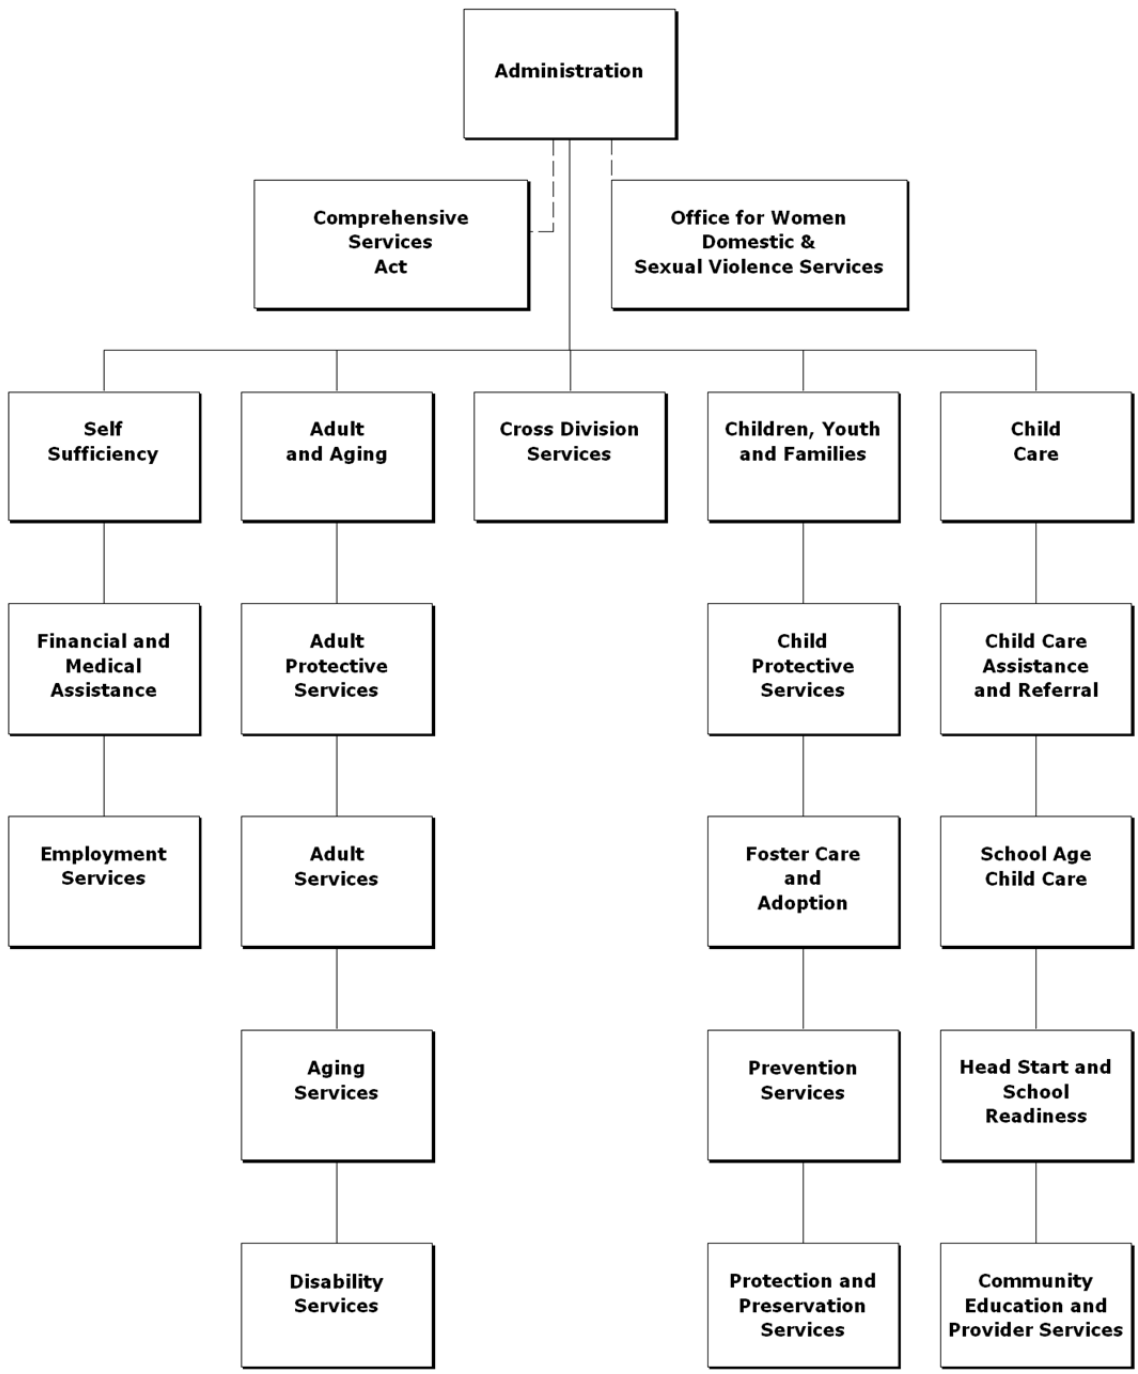 Administration
Comprehensive
Services
Act
Office for Women
Domestic &
Sexual Violence Services
Self
Sufficiency
Adult
and Aging
Cross Division
Services
Children, Youth
and Families
Child
Care
Financial and
Medical
Assistance
Adult
Protective
Services
Child
Protective
Services
Child Care
Assistance
and Referral
Employment
Services
Adult
Services
Foster Care
and
Adoption
School Age
Child Care
Aging
Services
Prevention
Services
Head Start and
School
Readiness
Disability
Services
Protection and
Preservation
Services
Community
Education and
Provider Services